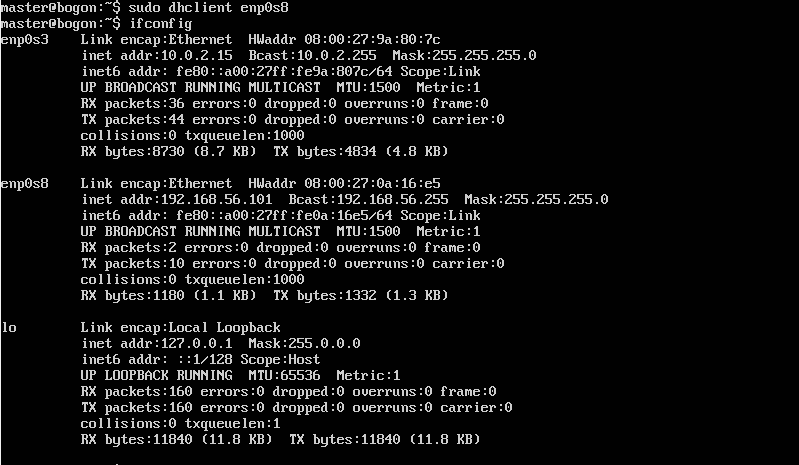 master@bogon:~$ sudo dhclient enp0s8
master@bogon:~$ ifconfig
enp0s3    Link encap:Ethernet  HWaddr 08:00:27:9a:80:7c
          inet addr:10.0.2.15  Bcast:10.0.2.255  Mask:255.255.255.0
          inet6 addr: fe80::a00:27ff:fe9a:807c/64 Scope:Link
          UP BROADCAST RUNNING MULTICAST  MTU:1500  Metric:1
          RX packets:36 errors:0 dropped:0 overruns:0 frame:0
          TX packets:44 errors:0 dropped:0 overruns:0 carrier:0
          collisions:0 txqueuelen:1000
          RX bytes:8730 (8.7 KB)  TX bytes:4834 (4.8 KB)
enp0s8    Link encap:Ethernet  HWaddr 08:00:27:0a:16:e5
          inet addr:192.168.56.101  Bcast:192.168.56.255  Mask:255.255.255.0
          inet6 addr: fe80::a00:27ff:fe0a:16e5/64 Scope:Link
          UP BROADCAST RUNNING MULTICAST  MTU:1500  Metric:1
          RX packets:2 errors:0 dropped:0 overruns:0 frame:0
          TX packets:10 errors:0 dropped:0 overruns:0 carrier:0
          collisions:0 txqueuelen:1000
          RX bytes:1180 (1.1 KB)  TX bytes:1332 (1.3 KB)
lo        Link encap:Local Loopback
          inet addr:127.0.0.1  Mask:255.0.0.0
          inet6 addr: ::1/128 Scope:Host
          UP LOOPBACK RUNNING  MTU:65536  Metric:1
          RX packets:160 errors:0 dropped:0 overruns:0 frame:0
          TX packets:160 errors:0 dropped:0 overruns:0 carrier:0
          collisions:0 txqueuelen:1
          RX bytes:11840 (11.8 KB)  TX bytes:11840 (11.8 KB)